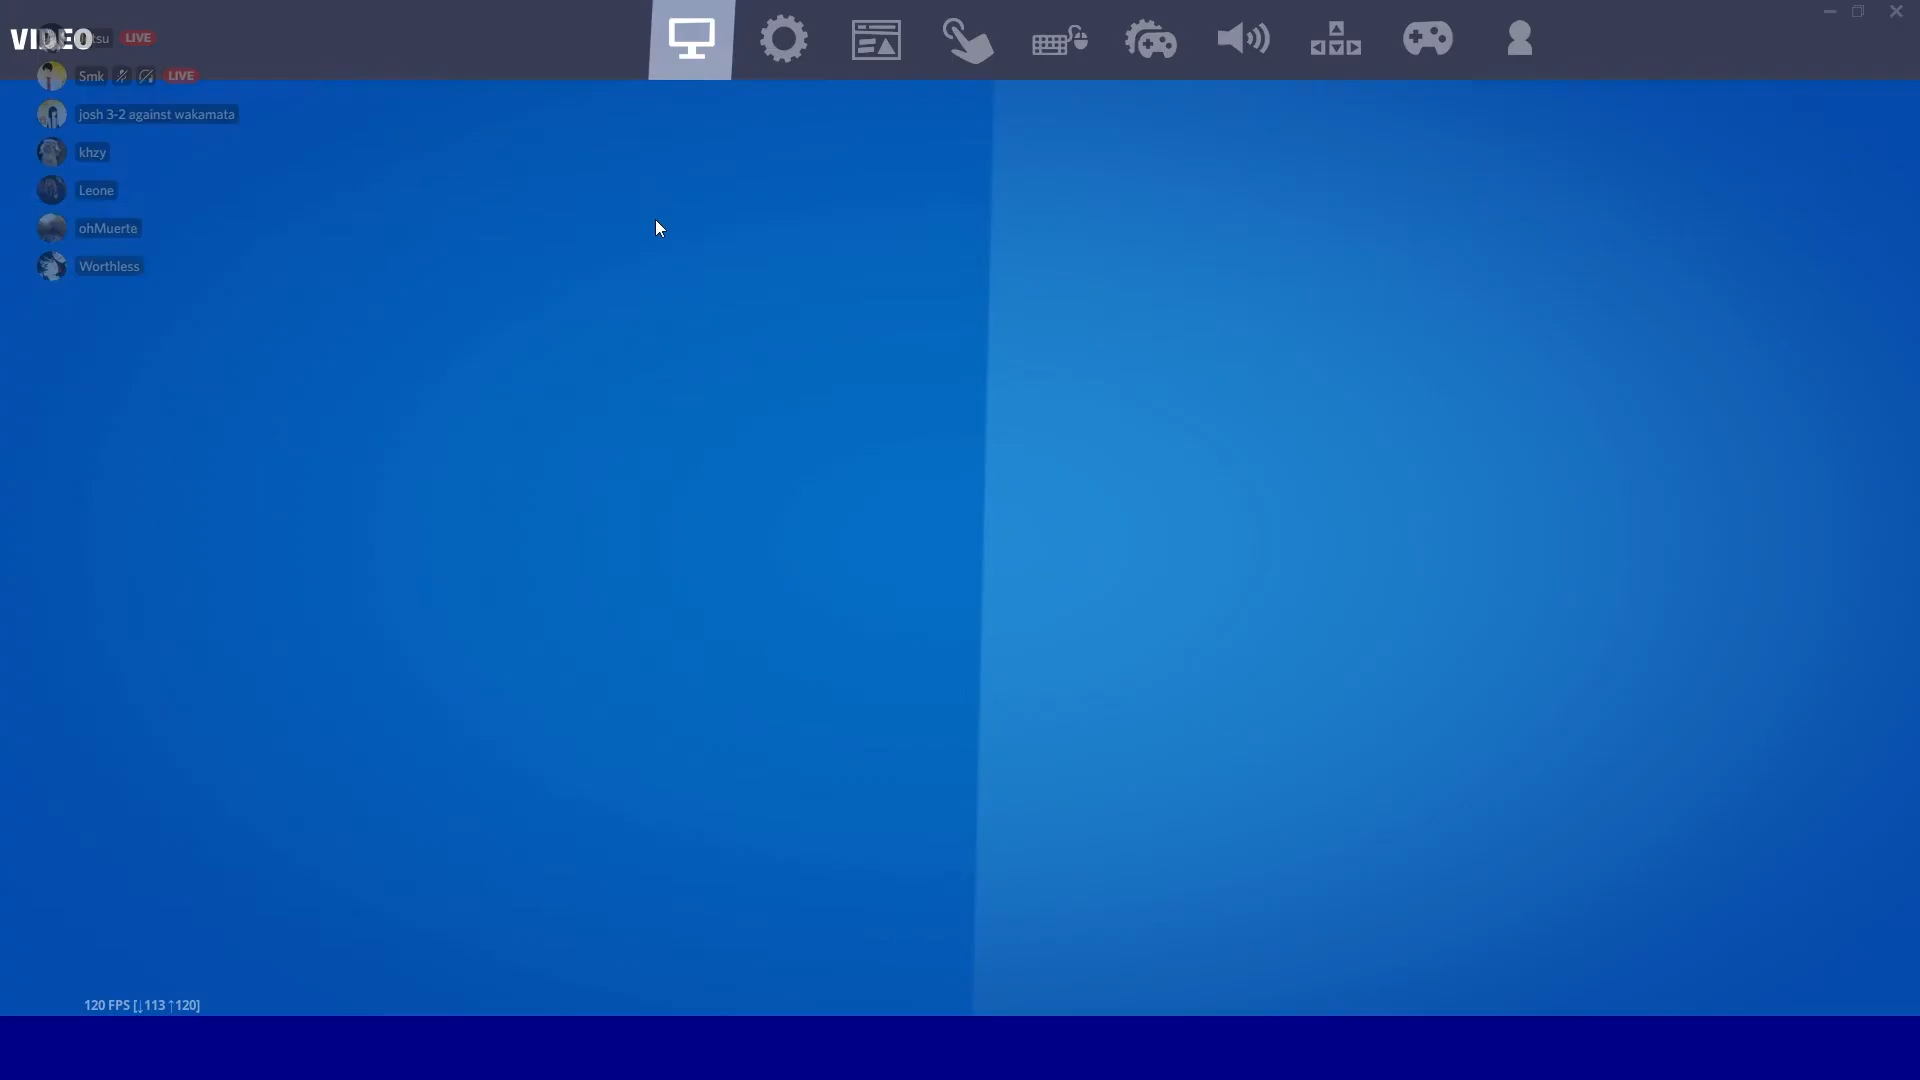 VIDEO
LIVE
Smk LIVE
josh 3-2 against wakamata
khzy
Leone
ohMuerte
Worthless
120 FPS [↓113 ↑120]